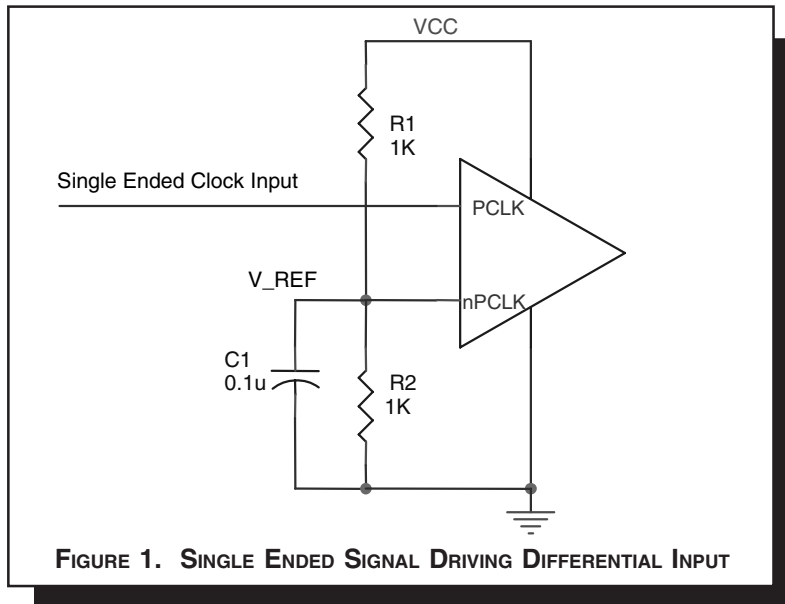 VCC
R1
1K
Single Ended Clock Input
PCLK
V_REF
nPCLK
C1
0.1u
R2
1K
FIGURE 1. SINGLE ENDED SIGNAL DRIVING DIFFERENTIAL INPUT